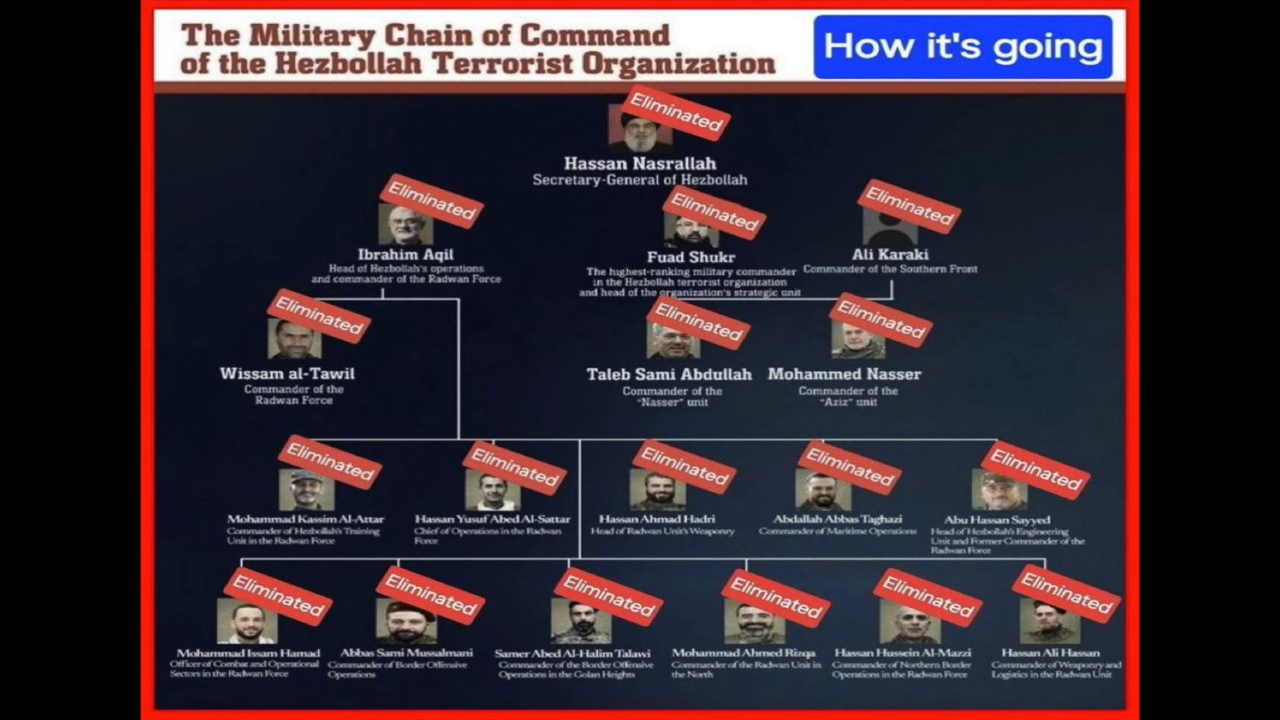 The Military Chain of Command
of the Hezbollah Terrorist Organization
How it's going
Eliminated
Hassan Nasrallah
Secretary-General of Hezbollah
Eliminated
Ibrahim Aqil
Head of Hezbollah's operations
and commander of the Radwan Force
Eliminated
Fuad Shukr
The highest-ranking military commander
in the Hezbollah terrorist organization
and head of the organization's strategic unit
Eliminated
Ali Karaki
Commander of the Southern Front
Eliminated
Wissam al-Tawil
Commander of the
Radwan Force
Eliminated
Taleb Sami Abdullah
Commander of the
"Nasser" unit
Eliminated
Mohammed Nasser
Commander of the
"Aziz" unit
Eliminated
Mohammad Kassim Al-Attar
Commander of Hezbollah's Training
Unit in the Radwan Force
Eliminated
Hassan Yusuf Abed Al-Sattar
Chief of Operations in the Radwan
Force
Eliminated
Hassan Ahmad Hadri
Head of Radwan Unit's Weaponry
Eliminated
Abdallah Abbas Taghazi
Commander of Maritime Operations
Eliminated
Abu Hassan Sayyed
Head of Hezbollah's Engineering
Unit and Former Commander of the
Radwan Force
Eliminated
Mohammad Issam Hamad
Officer of Combat and Operational
Sectors in the Radwan Force
Eliminated
Abbas Sami Mussalmani
Commander of Border Offensive
Operations
Eliminated
Samer Abed Al-Halim Talawi
Commander of the Border Offensive
Operations in the Golan Heights
Eliminated
Mohammad Ahmed Rizqa
Commander of the Radwan Unit in
the North
Eliminated
Hassan Hussein Al-Mazzi
Commander of Northern Border
Operations in the Radwan Force
Eliminated
Hassan Ali Hassan
Commander of Weaponry and
Logistics in the Radwan Unit